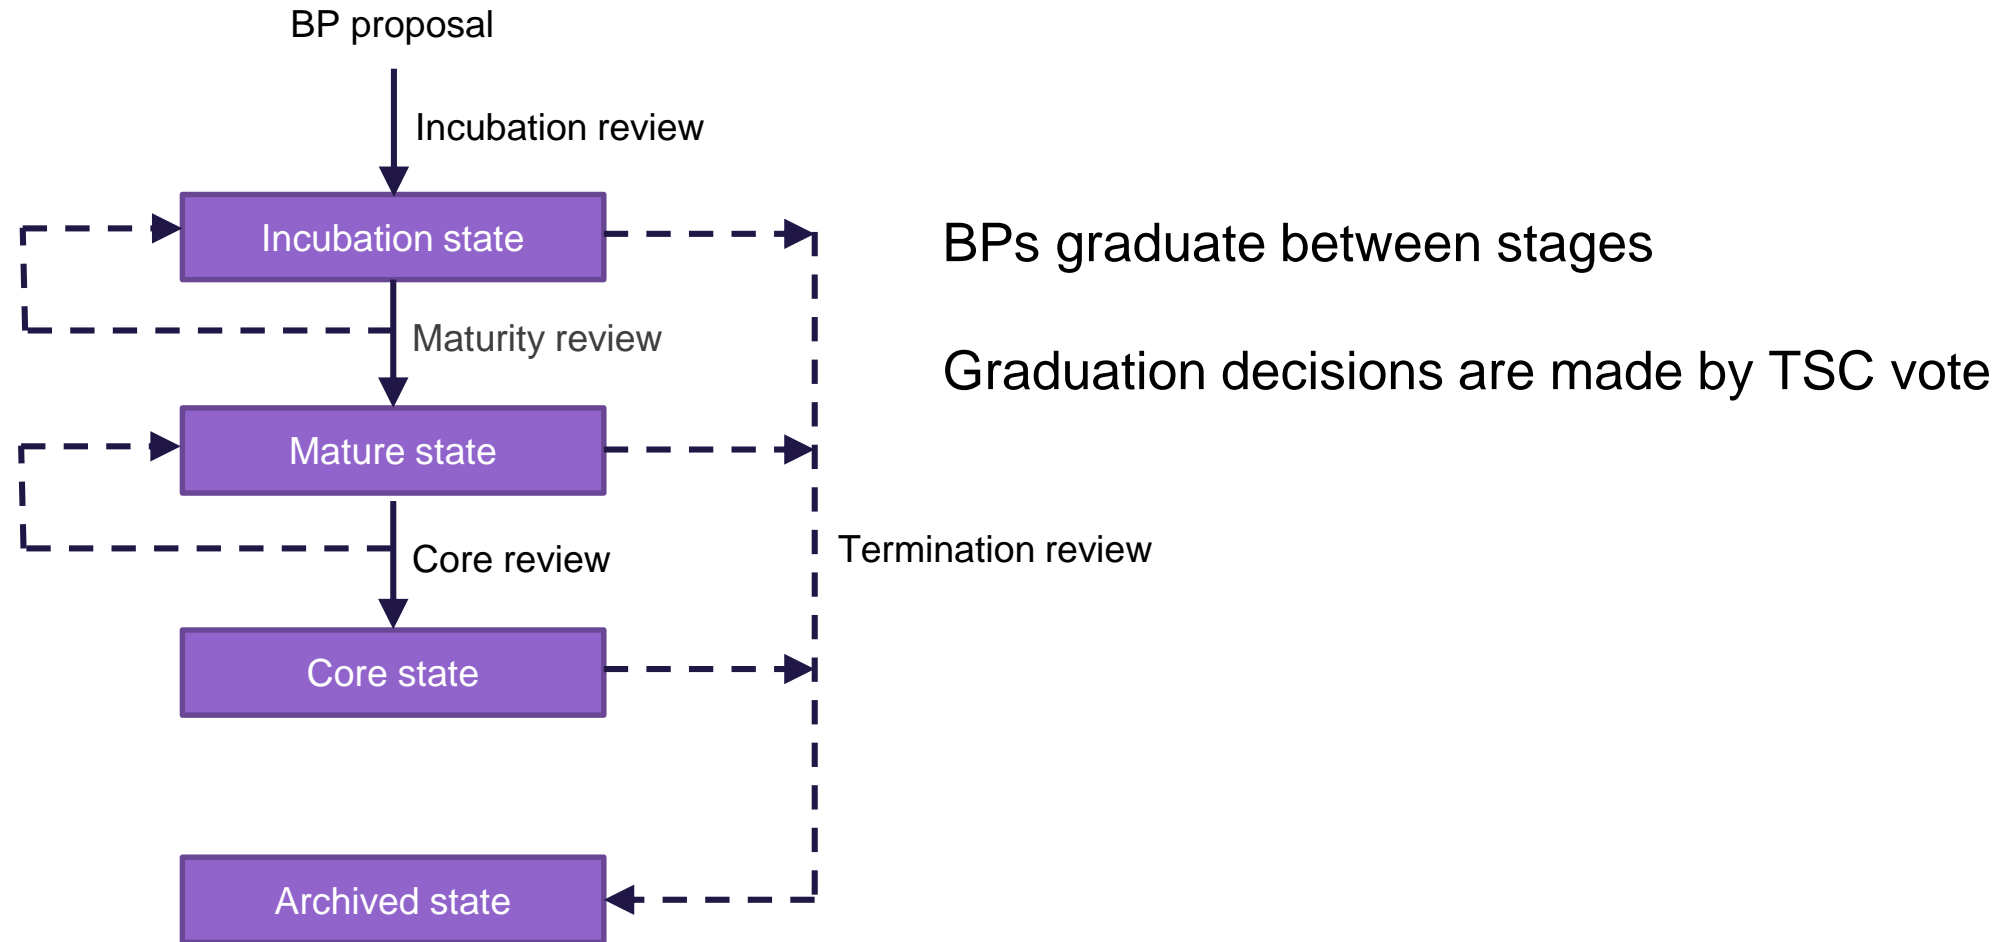 BP proposal
Incubation review
Incubation state
BPs graduate between stages
Maturity review
Graduation decisions are made by TSC vote
Mature state
Core review
Termination review
Core state
Archived state